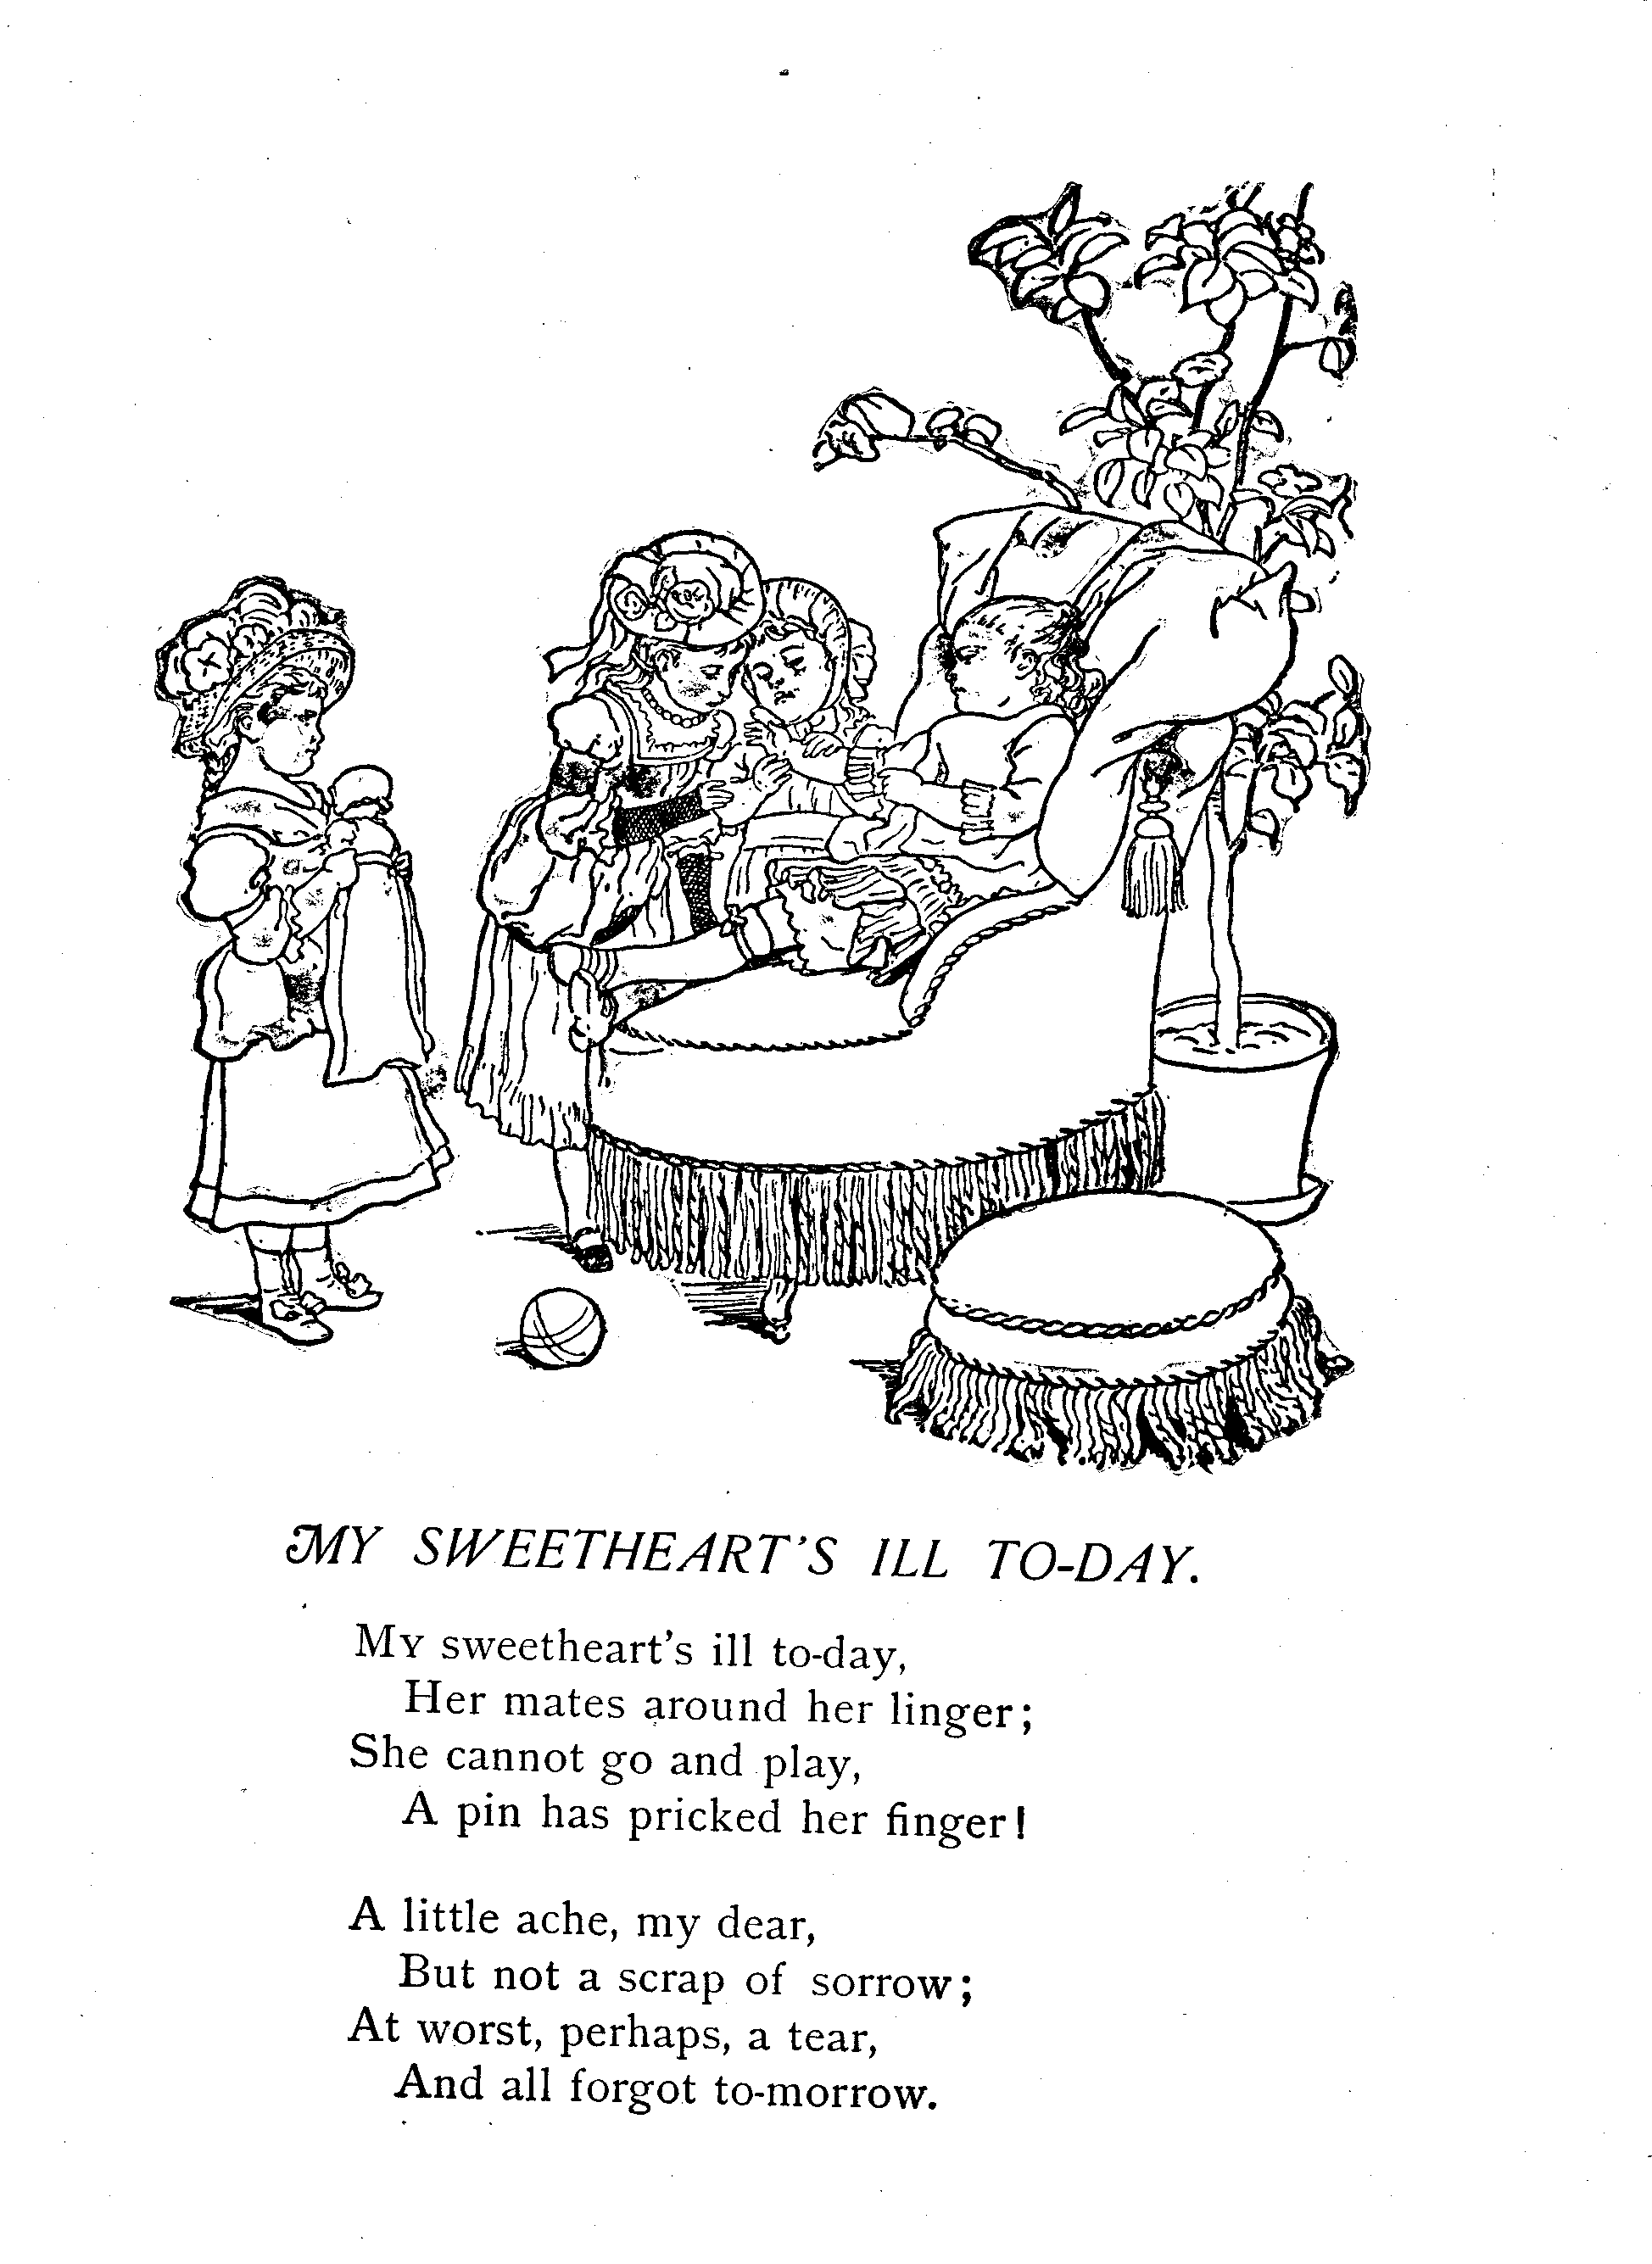 MY SWEETHEART'S ILL TO-DAY.
MY sweetheart's ill to-day,
Her mates around her linger;
She cannot go and play,
A pin has pricked her finger!
A little ache, my dear,
But not a scrap of sorrow;
At worst, perhaps, a tear,
And all forgot to-morrow.